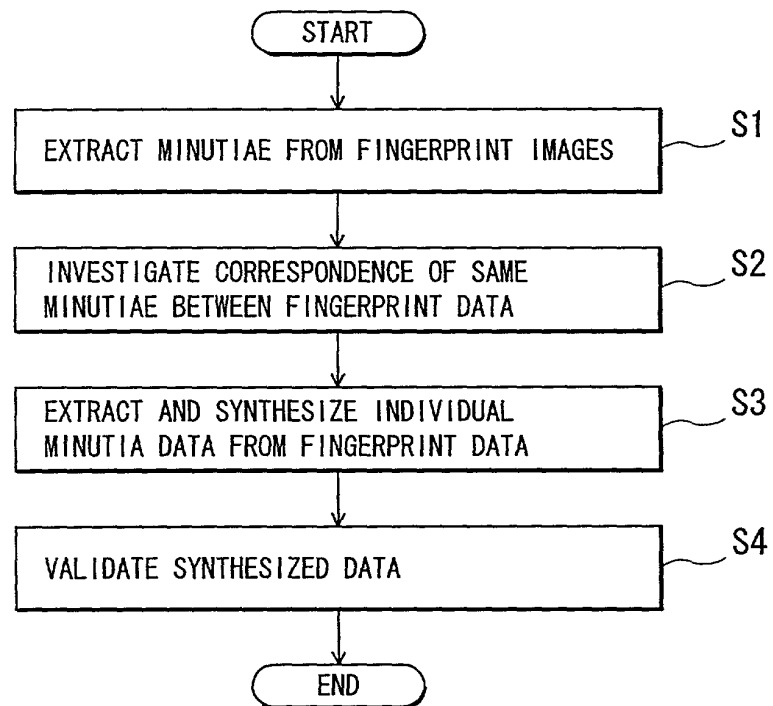 START
EXTRACT MINUTIAE FROM FINGERPRINT IMAGES
S1
INVESTIGATE CORRESPONDENCE OF SAME
MINUTIAE BETWEEN FINGERPRINT DATA
S2
EXTRACT AND SYNTHESIZE INDIVIDUAL
MINUTIA DATA FROM FINGERPRINT DATA
S3
VALIDATE SYNTHESIZED DATA
S4
END